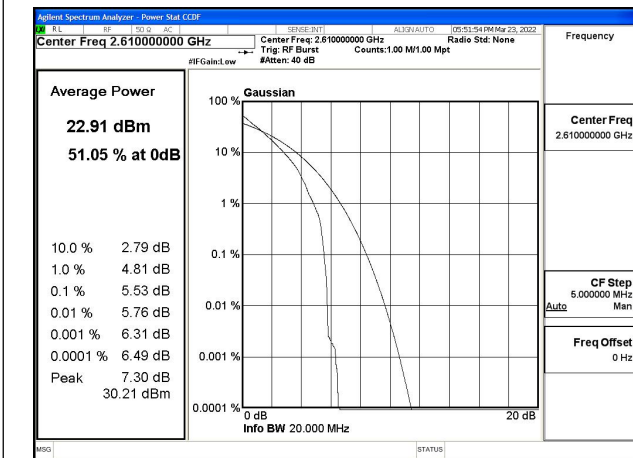 Agilent Spectrum Analyzer - Power Stat CCDF
RL RF 50 Ω AC SENSE:INT ALIGN AUTO 05:51:54 PM Mar 23, 2022
Center Freq 2.610000000 GHz
Center Freq: 2.610000000 GHz Radio Std: None
Trig: RF Burst Counts:1.00 M/1.00 Mpt
#IFGain:Low #Atten: 40 dB
Frequency
Average Power
22.91 dBm
51.05 % at 0dB
10.0 % 2.79 dB
1.0 % 4.81 dB
0.1 % 5.53 dB
0.01 % 5.76 dB
0.001 % 6.31 dB
0.0001 % 6.49 dB
Peak 7.30 dB
30.21 dBm
Gaussian
100 %
10 %
1 %
0.1 %
0.01 %
0.001 %
0.0001 %
0 dB 20 dB
Info BW 20.000 MHz
Center Freq
2.610000000 GHz
CF Step
5.000000 MHz
Auto Man
Freq Offset
0 Hz
MSG STATUS